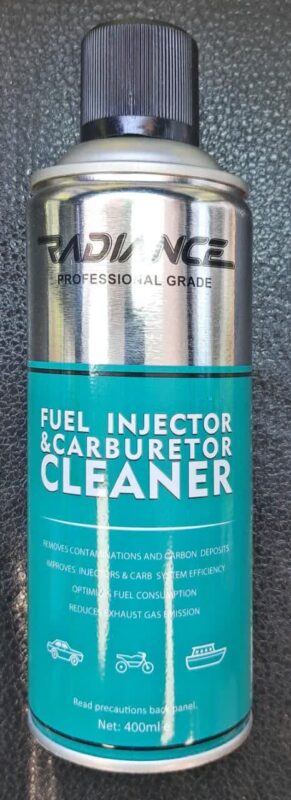 RADIANCE
PROFESSIONAL GRADE
FUEL INJECTOR
&CARBURETOR
CLEANER
REMOVES CONTAMINATIONS AND CARBON DEPOSITS
IMPROVES INJECTORS & CARB SYSTEM EFFICIENCY
OPTIMIZES FUEL CONSUMPTION
REDUCES EXHAUST GAS EMISSION
Read precautions back panel.
Net: 400ml e